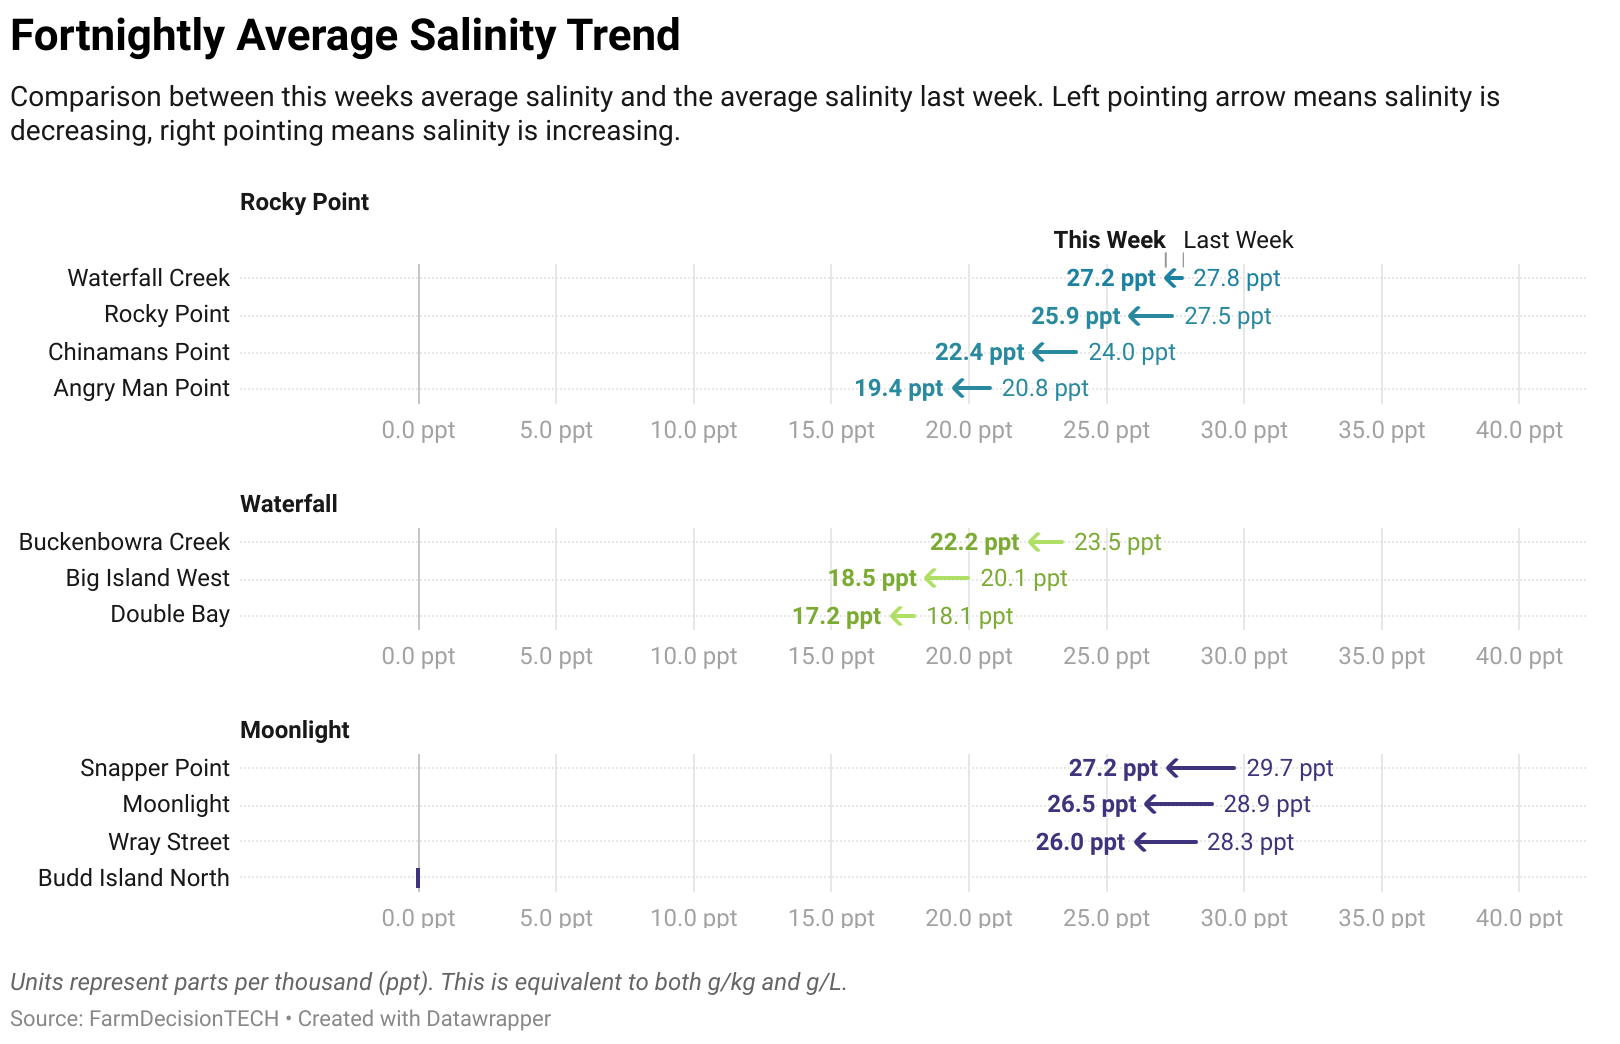 Fortnightly Average Salinity Trend
Comparison between this weeks average salinity and the average salinity last week. Left pointing arrow means salinity is
decreasing, right pointing means salinity is increasing.
Rocky Point
This Week Last Week
Waterfall Creek 27.2 ppt 27.8 ppt
Rocky Point 25.9 ppt 27.5 ppt
Chinamans Point 22.4 ppt 24.0 ppt
Angry Man Point 19.4 ppt 20.8 ppt
0.0 ppt 5.0 ppt 10.0 ppt 15.0 ppt 20.0 ppt 25.0 ppt 30.0 ppt 35.0 ppt 40.0 ppt
Waterfall
Buckenbowra Creek 22.2 ppt 23.5 ppt
Big Island West 18.5 ppt 20.1 ppt
Double Bay 17.2 ppt 18.1 ppt
0.0 ppt 5.0 ppt 10.0 ppt 15.0 ppt 20.0 ppt 25.0 ppt 30.0 ppt 35.0 ppt 40.0 ppt
Moonlight
Snapper Point 27.2 ppt 29.7 ppt
Moonlight 26.5 ppt 28.9 ppt
Wray Street 26.0 ppt 28.3 ppt
Budd Island North
0.0 ppt 5.0 ppt 10.0 ppt 15.0 ppt 20.0 ppt 25.0 ppt 30.0 ppt 35.0 ppt 40.0 ppt
Units represent parts per thousand (ppt). This is equivalent to both g/kg and g/L.
Source: FarmDecisionTECH • Created with Datawrapper